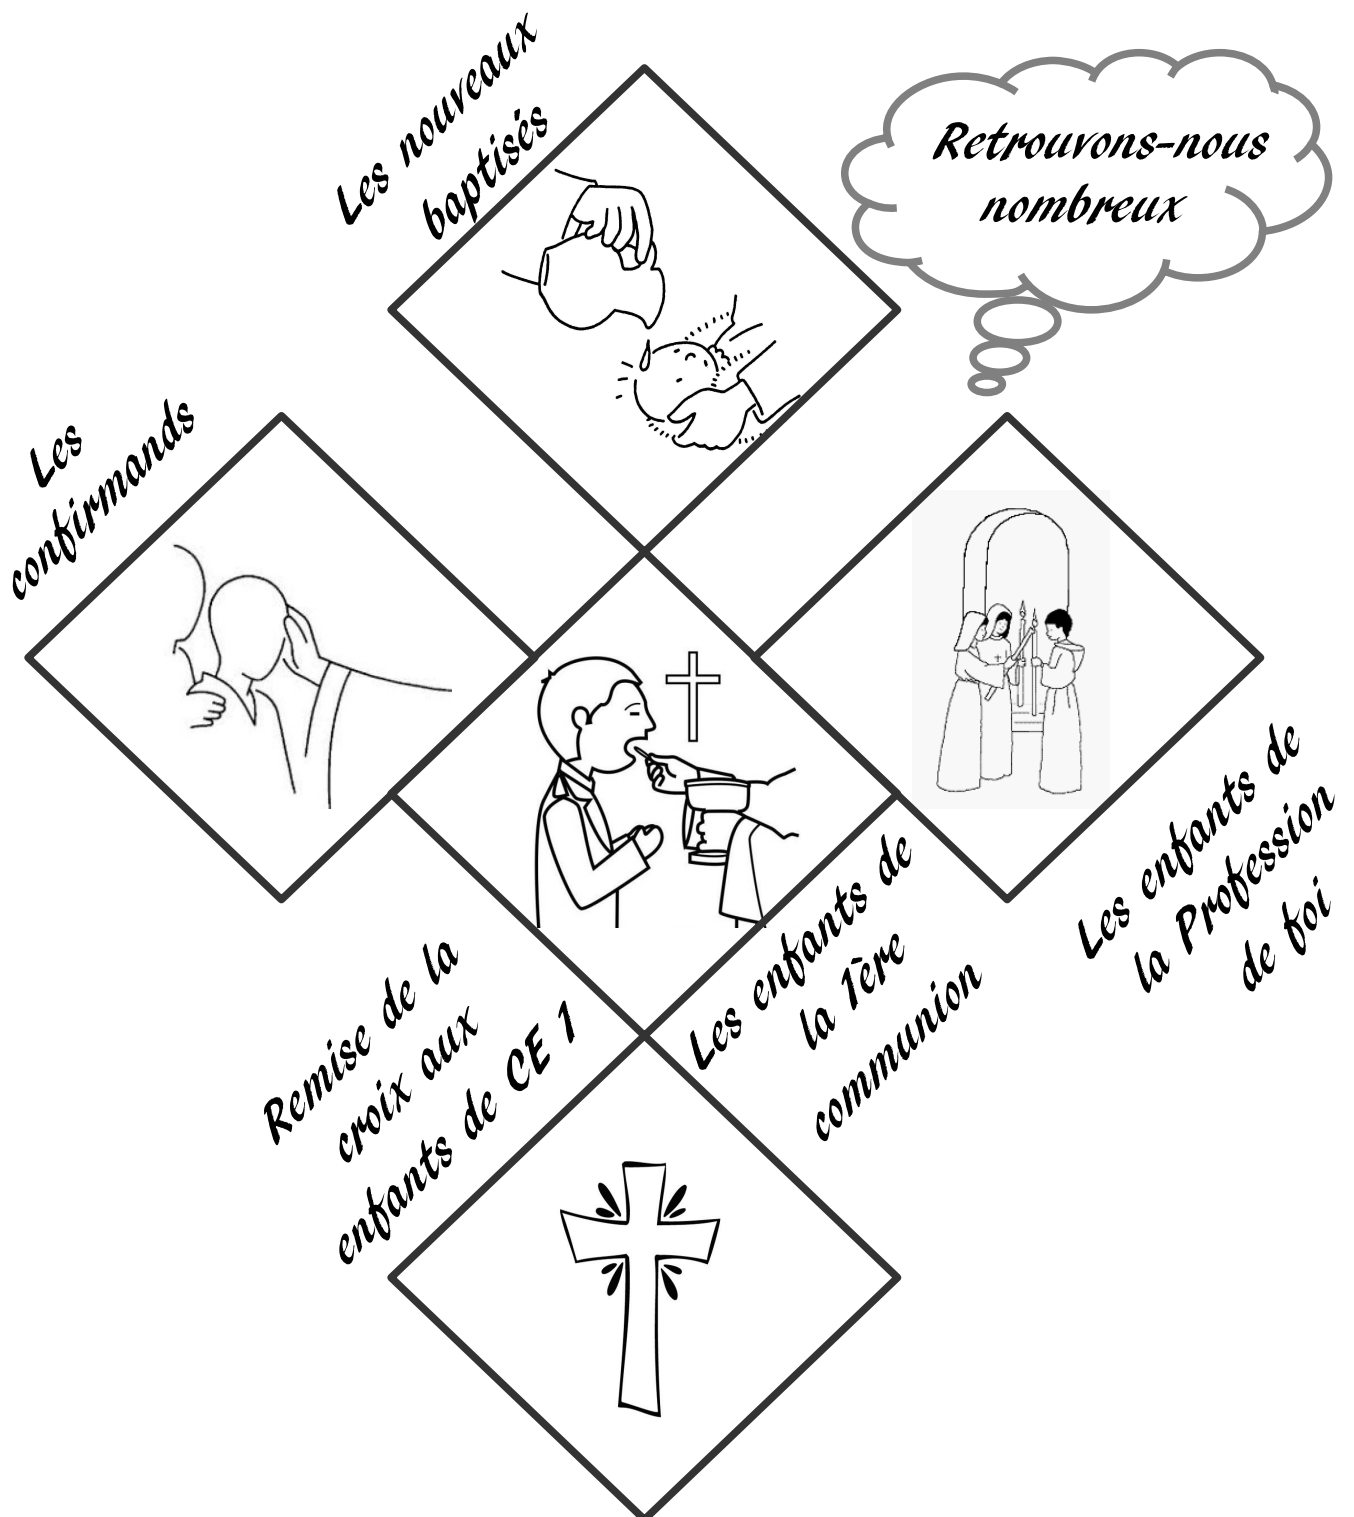 Les nouveaux
baptisés
Retrouvons-nous
nombreux
Les
confirmands
Les enfants de
la Profession
de foi
Les enfants de
la 1ère
communion
Remise de la
croix aux
enfants de CE 1